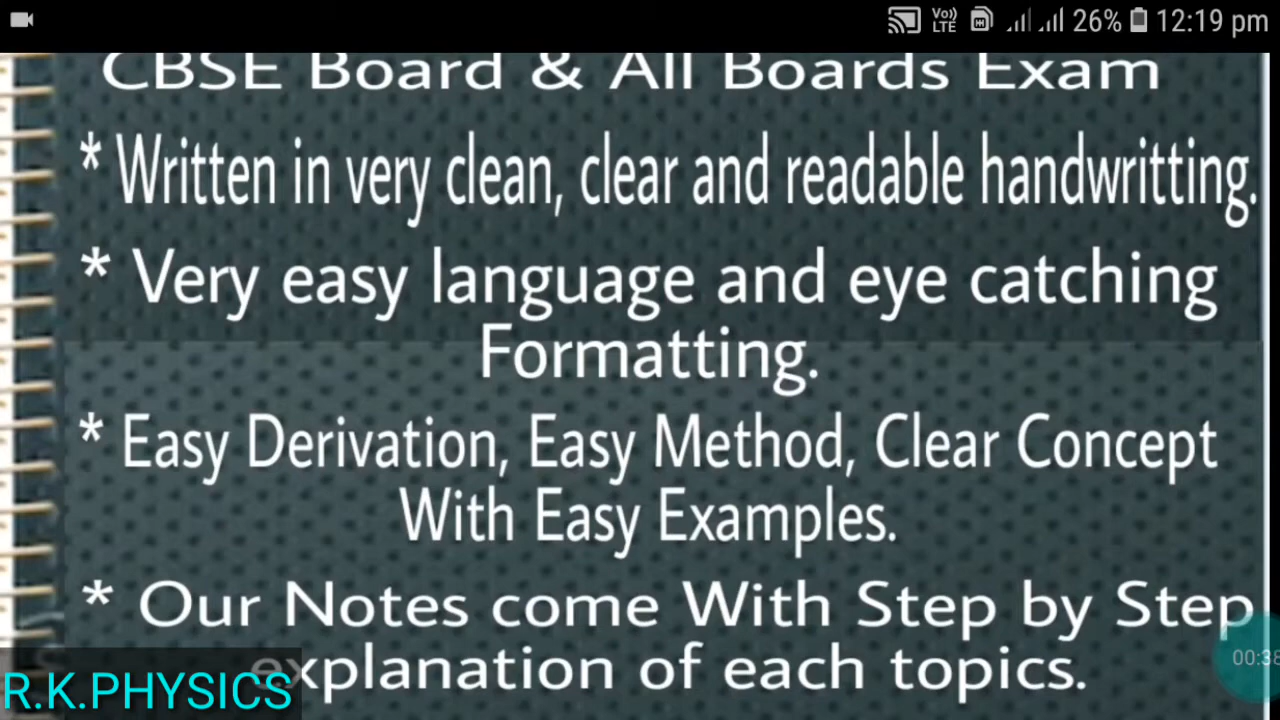 Vo)) LTE 26% 12:19 pm
CBSE Board & All Boards Exam
* Written in very clean, clear and readable handwritting.
* Very easy language and eye catching
Formatting.
* Easy Derivation, Easy Method, Clear Concept
With Easy Examples.
* Our Notes come With Step by Step
explanation of each topics.
00:38
R.K.PHYSICS